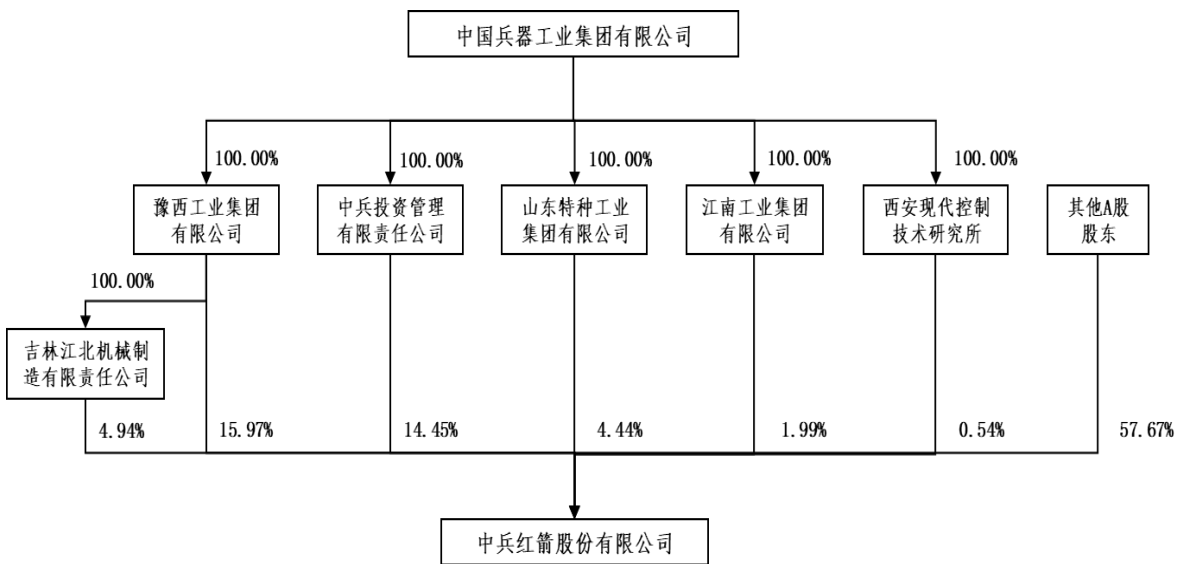 中国兵器工业集团有限公司
100.00%
100.00%
100.00%
100.00%
100.00%
豫西工业集团
有限公司
中兵投资管理
有限责任公司
山东特种工业
集团有限公司
江南工业集团
有限公司
西安现代控制
技术研究所
其他A股
股东
100.00%
吉林江北机械制
造有限责任公司
4.94%
15.97%
14.45%
4.44%
1.99%
0.54%
57.67%
中兵红箭股份有限公司